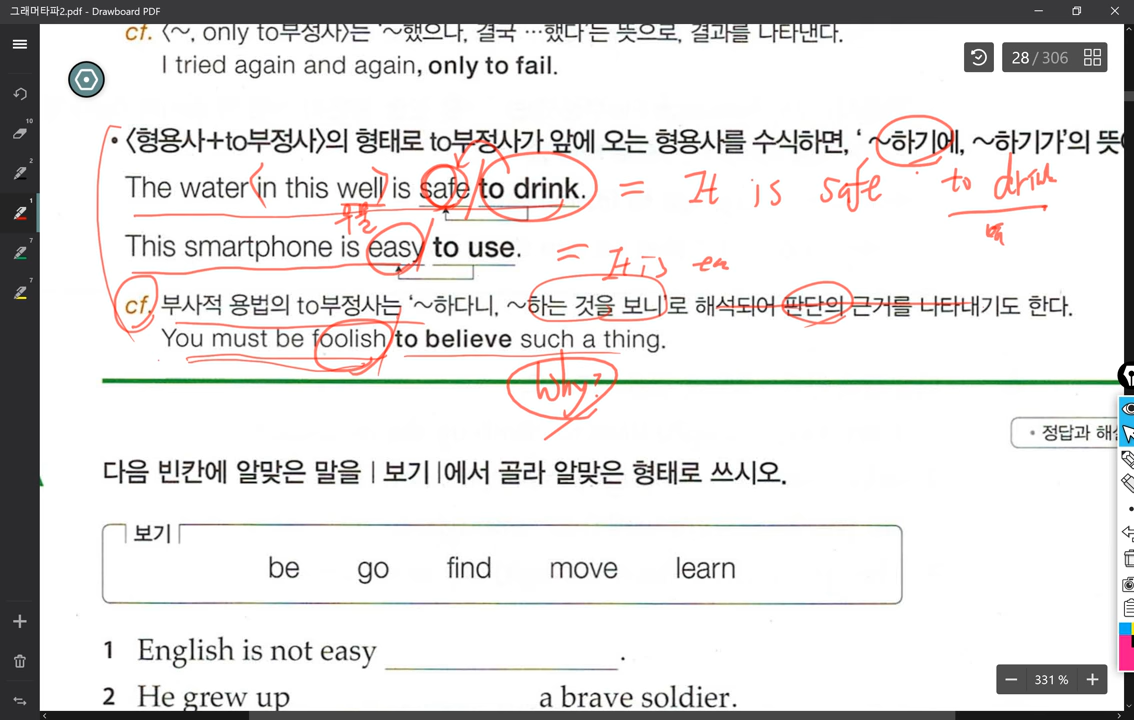 그래머타파2.pdf - Drawboard PDF
cf. 〈~, only to부정사〉는 '~했으나, 결국 …했다'는 뜻으로, 결과를 나타낸다.
I tried again and again, only to fail.
28 / 306
• 〈형용사+to부정사〉의 형태로 to부정사가 앞에 오는 형용사를 수식하면, '~하기에, ~하기가'의 뜻
The water in this well is safe to drink. = It is safe to drink
우물
This smartphone is easy to use. = It is ea
cf. 부사적 용법의 to부정사는 '~하다니, ~하는 것을 보니'로 해석되어 판단의 근거를 나타내기도 한다.
You must be foolish to believe such a thing.
Why?
• 정답과 해설
다음 빈칸에 알맞은 말을 | 보기 |에서 골라 알맞은 형태로 쓰시오.
보기
be go find move learn
1 English is not easy ____________.
2 He grew up a brave soldier.
331 %
10
2
1
7
7